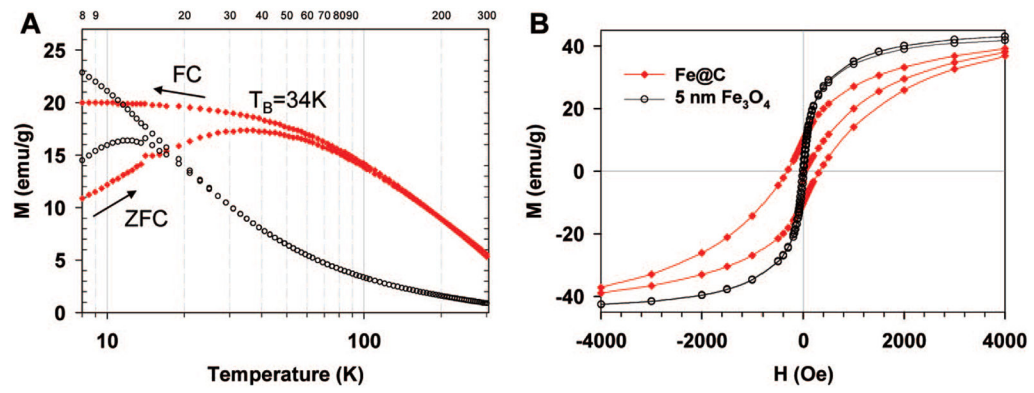 A
8 9 20 30 40 50 60 70 80 90 200 300
M (emu/g)
25
20
15
10
5
0
FC
T_B=34K
ZFC
10 100
Temperature (K)
B
M (emu/g)
40
20
0
-20
-40
Fe@C
5 nm Fe₃O₄
-4000 -2000 0 2000 4000
H (Oe)